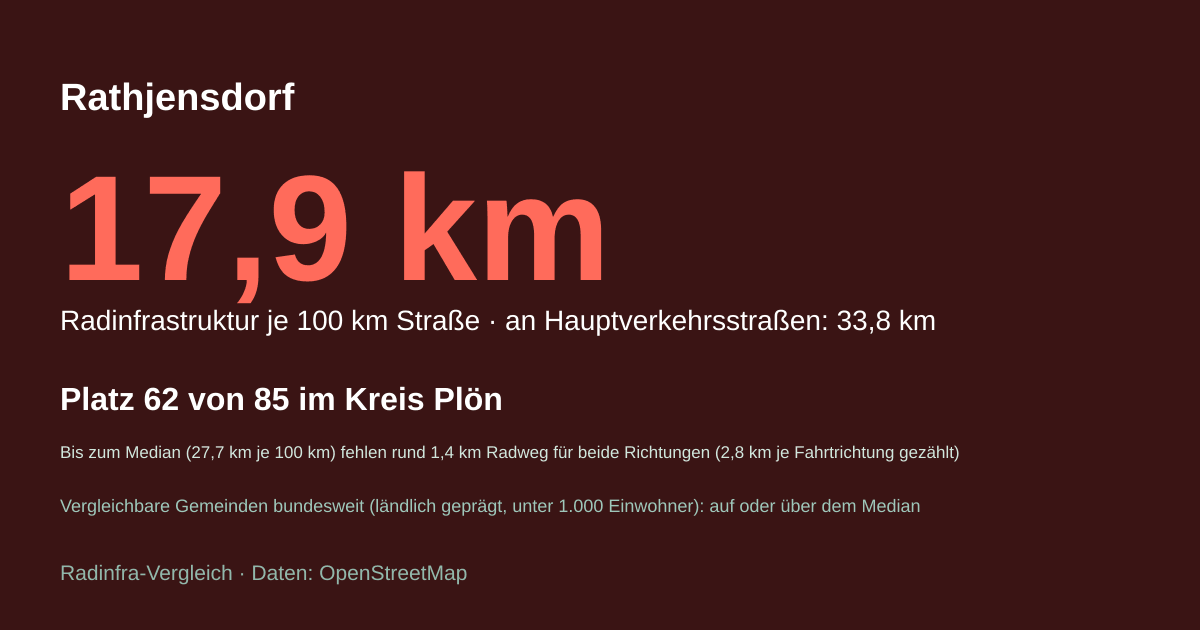 Rathjensdorf
17,9 km
Radinfrastruktur je 100 km Straße · an Hauptverkehrsstraßen: 33,8 km
Platz 62 von 85 im Kreis Plön
Bis zum Median (27,7 km je 100 km) fehlen rund 1,4 km Radweg für beide Richtungen (2,8 km je Fahrtrichtung gezählt)
Vergleichbare Gemeinden bundesweit (ländlich geprägt, unter 1.000 Einwohner): auf oder über dem Median
Radinfra-Vergleich · Daten: OpenStreetMap